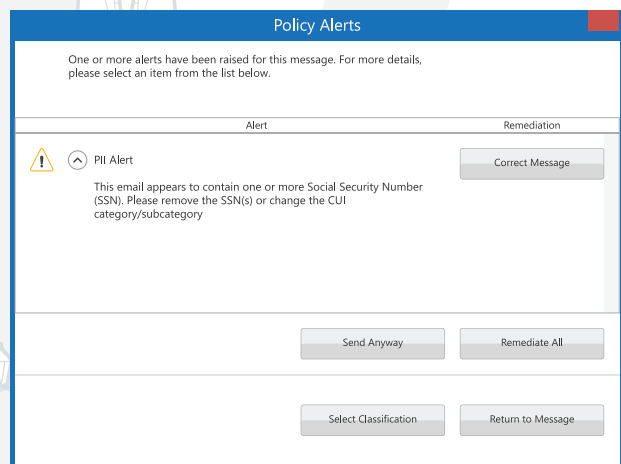 Policy Alerts
One or more alerts have been raised for this message. For more details,
please select an item from the list below.
Alert
Remediation
PII Alert
Correct Message
This email appears to contain one or more Social Security Number
(SSN). Please remove the SSN(s) or change the CUI
category/subcategory
Send Anyway
Remediate All
Select Classification
Return to Message